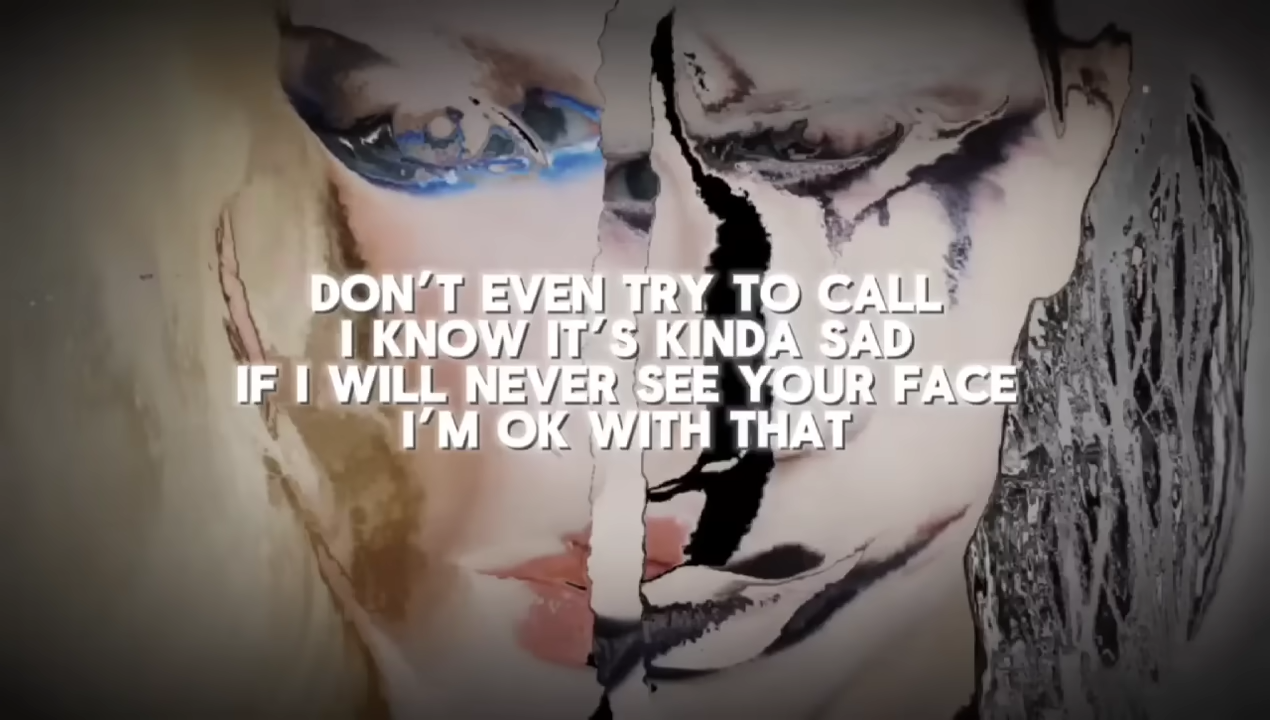 DON'T EVEN TRY TO CALL
I KNOW IT'S KINDA SAD
IF I WILL NEVER SEE YOUR FACE
I'M OK WITH THAT